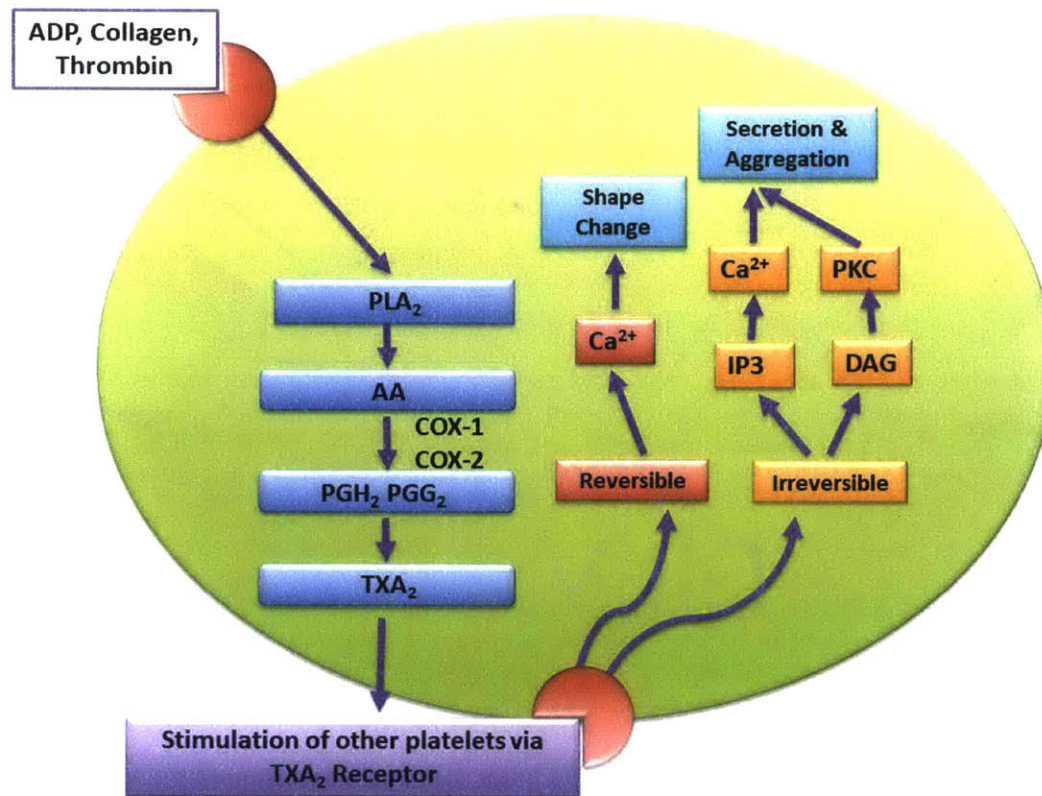 ADP, Collagen,
Thrombin
PLA₂
AA
COX-1
COX-2
PGH₂ PGG₂
TXA₂
Stimulation of other platelets via
TXA₂ Receptor
Shape
Change
Ca²⁺
Reversible
Secretion &
Aggregation
Ca²⁺
PKC
IP3
DAG
Irreversible